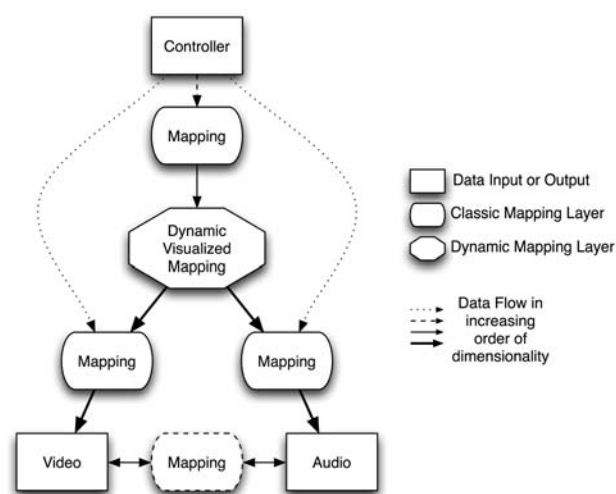 Controller
Mapping
Dynamic
Visualized
Mapping
Mapping
Mapping
Video
Mapping
Audio
Data Input or Output
Classic Mapping Layer
Dynamic Mapping Layer
Data Flow in
increasing
order of
dimensionality